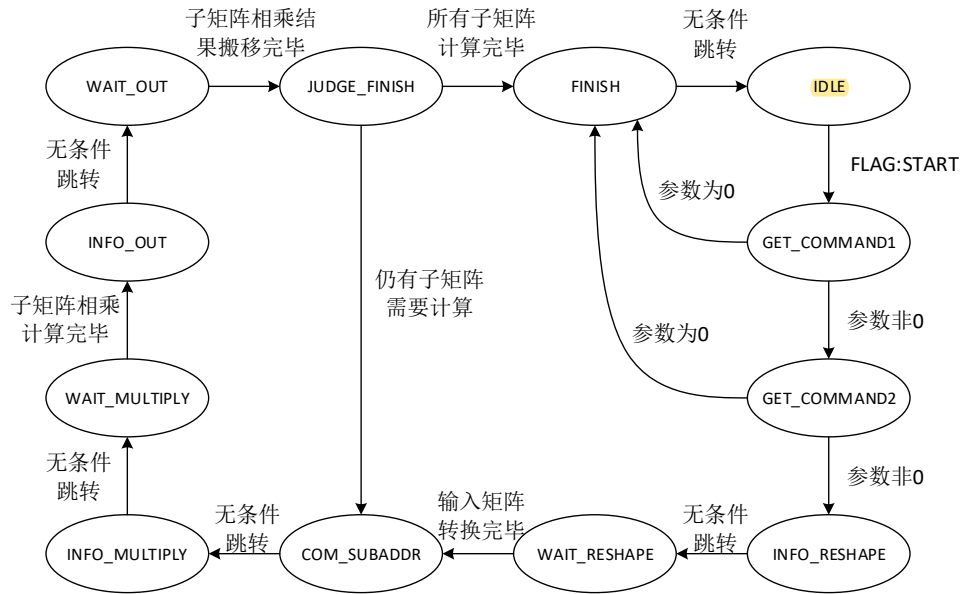 子矩阵相乘结
果搬移完毕
所有子矩阵
计算完毕
无条件
跳转
WAIT_OUT
JUDGE_FINISH
FINISH
IDLE
无条件
跳转
FLAG:START
参数为0
INFO_OUT
GET_COMMAND1
仍有子矩阵
需要计算
子矩阵相乘
计算完毕
参数为0
参数非0
WAIT_MULTIPLY
GET_COMMAND2
无条件
跳转
参数非0
无条件
跳转
输入矩阵
转换完毕
无条件
跳转
INFO_MULTIPLY
COM_SUBADDR
WAIT_RESHAPE
INFO_RESHAPE